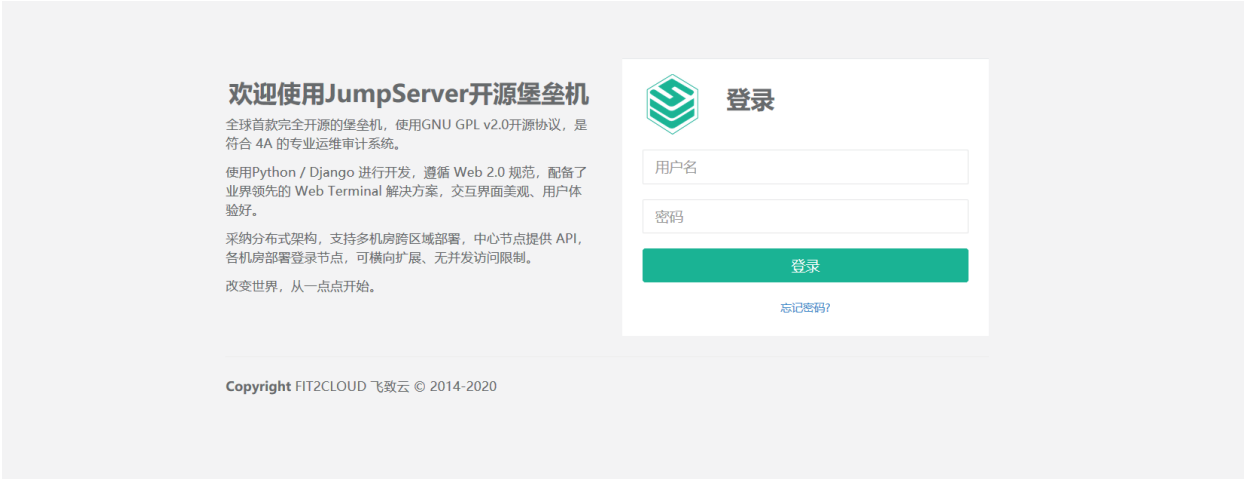 欢迎使用JumpServer开源堡垒机
全球首款完全开源的堡垒机，使用GNU GPL v2.0开源协议，是
符合 4A 的专业运维审计系统。
使用Python / Django 进行开发，遵循 Web 2.0 规范，配备了
业界领先的 Web Terminal 解决方案，交互界面美观、用户体
验好。
采纳分布式架构，支持多机房跨区域部署，中心节点提供 API，
各机房部署登录节点，可横向扩展、无并发访问限制。
改变世界，从一点点开始。
登录
用户名
密码
登录
忘记密码?
Copyright FIT2CLOUD 飞致云 © 2014-2020